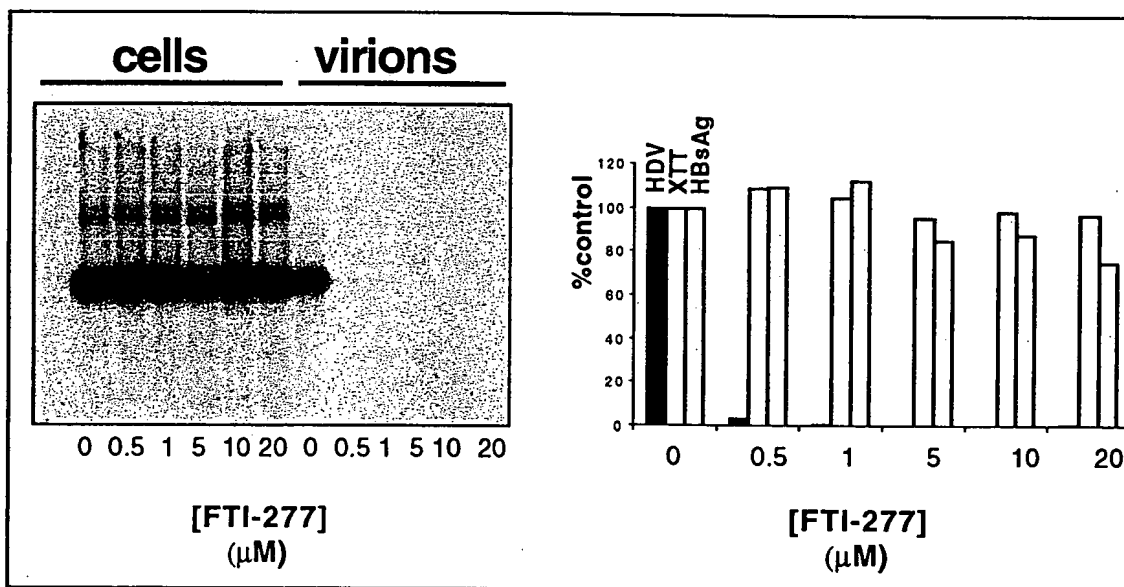 cells virions
0 0.5 1 5 10 20 0 0.5 1 5 10 20
[FTI-277]
(μM)
%control
120
100
80
60
40
20
0
HDV
XTT
HBsAg
0 0.5 1 5 10 20
[FTI-277]
(μM)